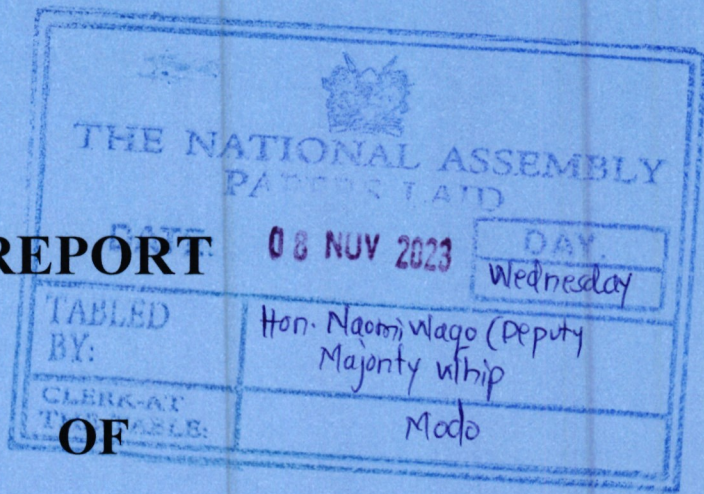 THE NATIONAL ASSEMBLY
PAPERS LAID
REPORT
DATE: 08 NOV 2023 DAY.
Wednesday
TABLED BY: Hon. Naomi Waqo (Deputy
Majority Whip
CLERK-AT THE-TABLE: Modo
OF